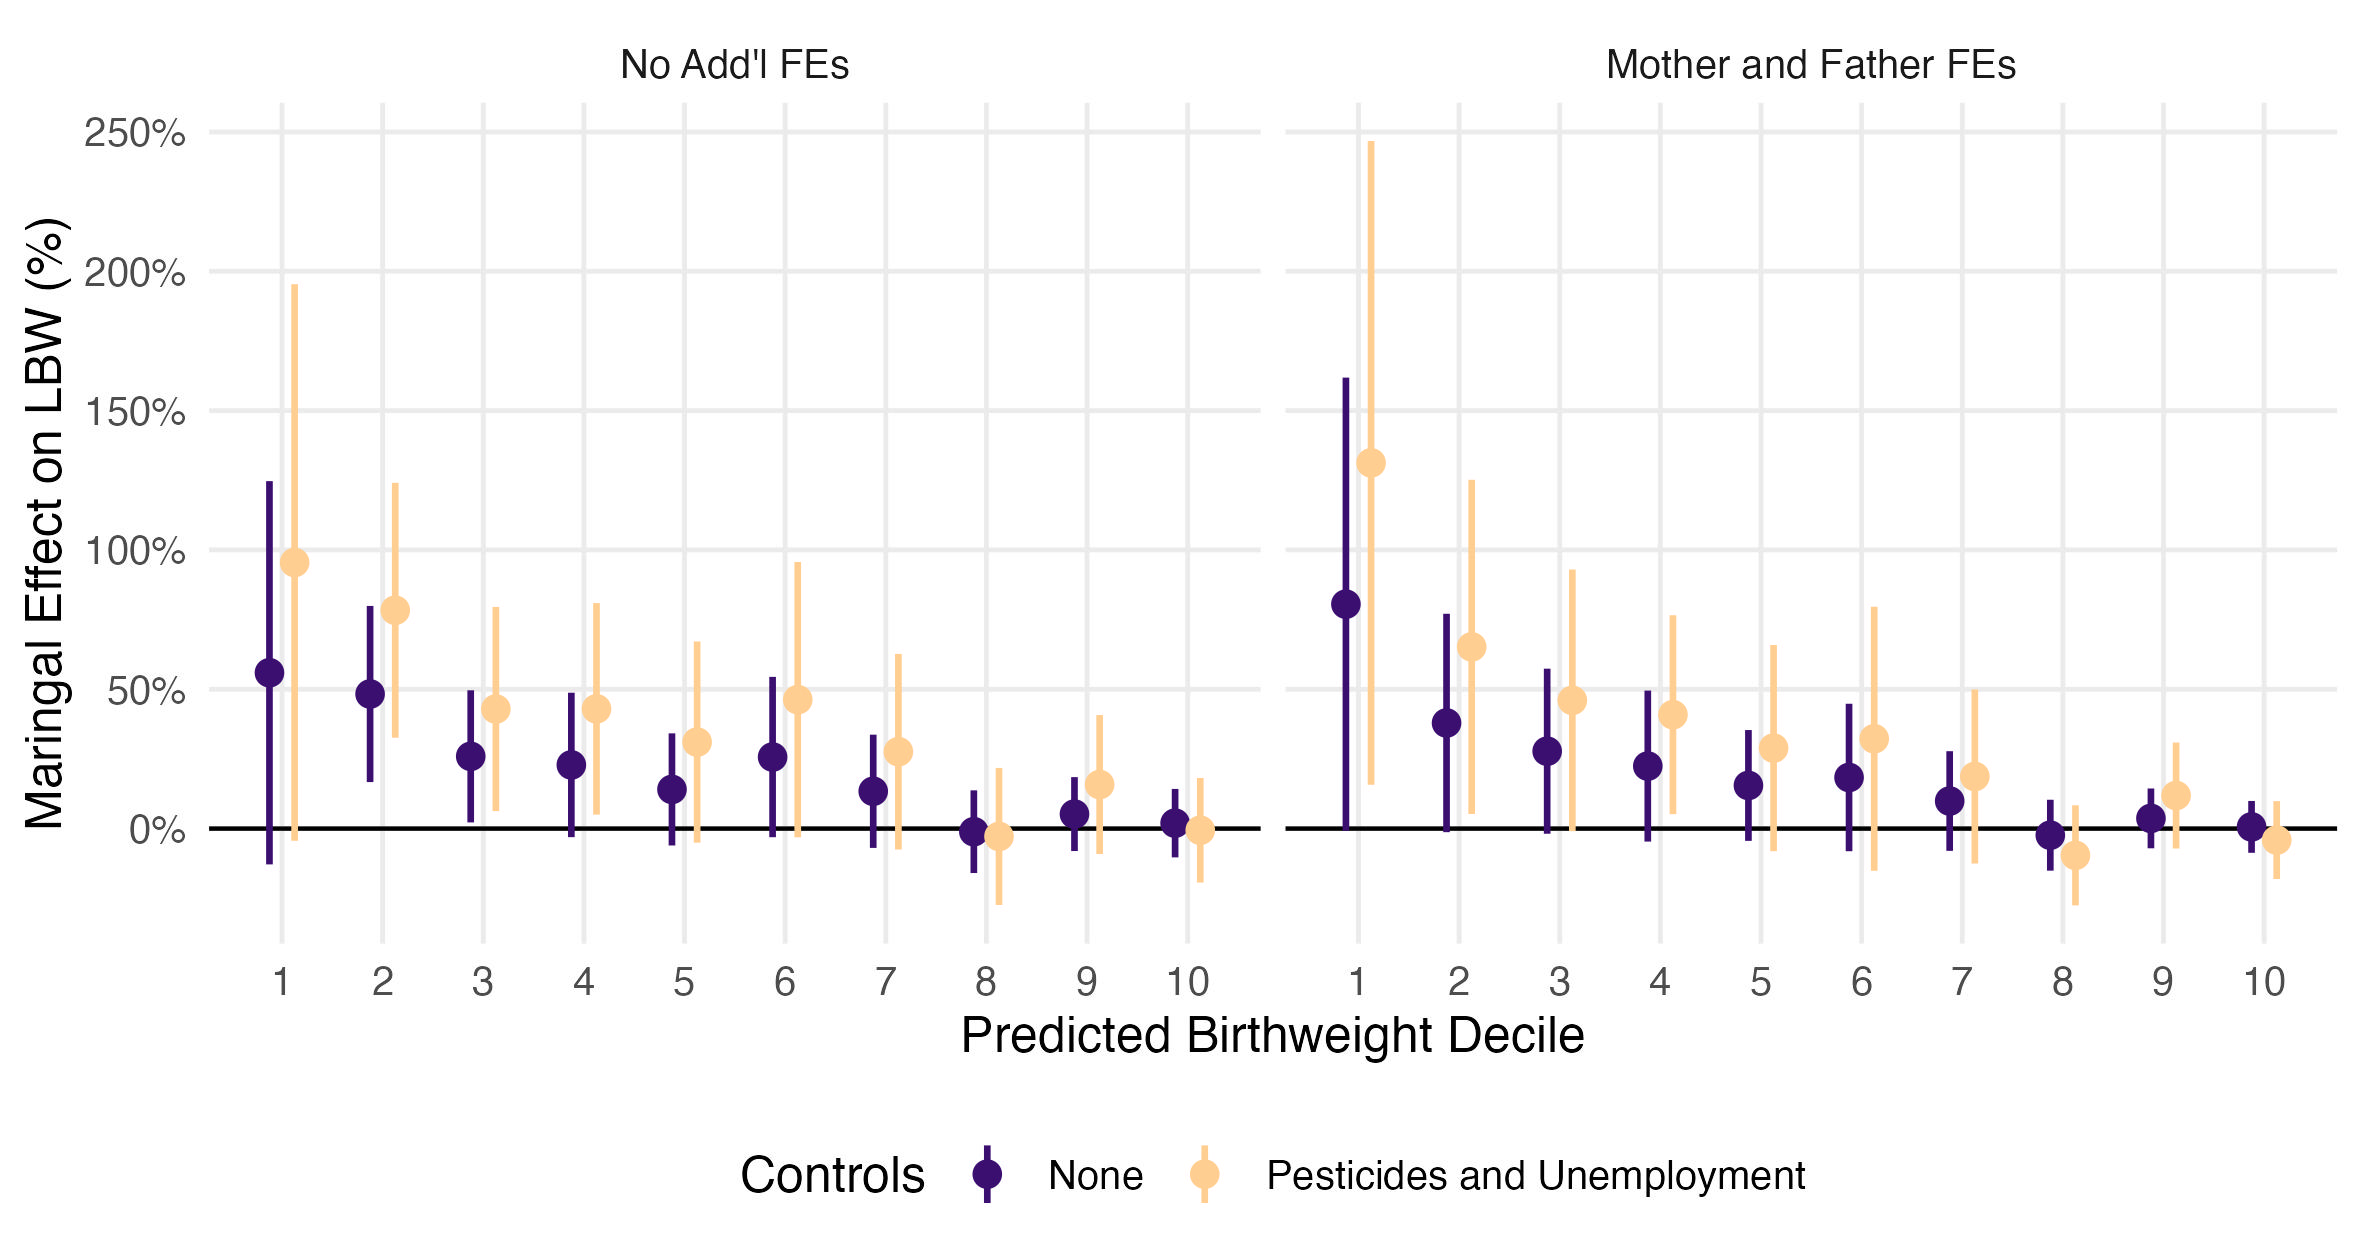 No Add'l FEs
Mother and Father FEs
Maringal Effect on LBW (%)
250%
200%
150%
100%
50%
0%
1 2 3 4 5 6 7 8 9 10
1 2 3 4 5 6 7 8 9 10
Predicted Birthweight Decile
Controls None Pesticides and Unemployment